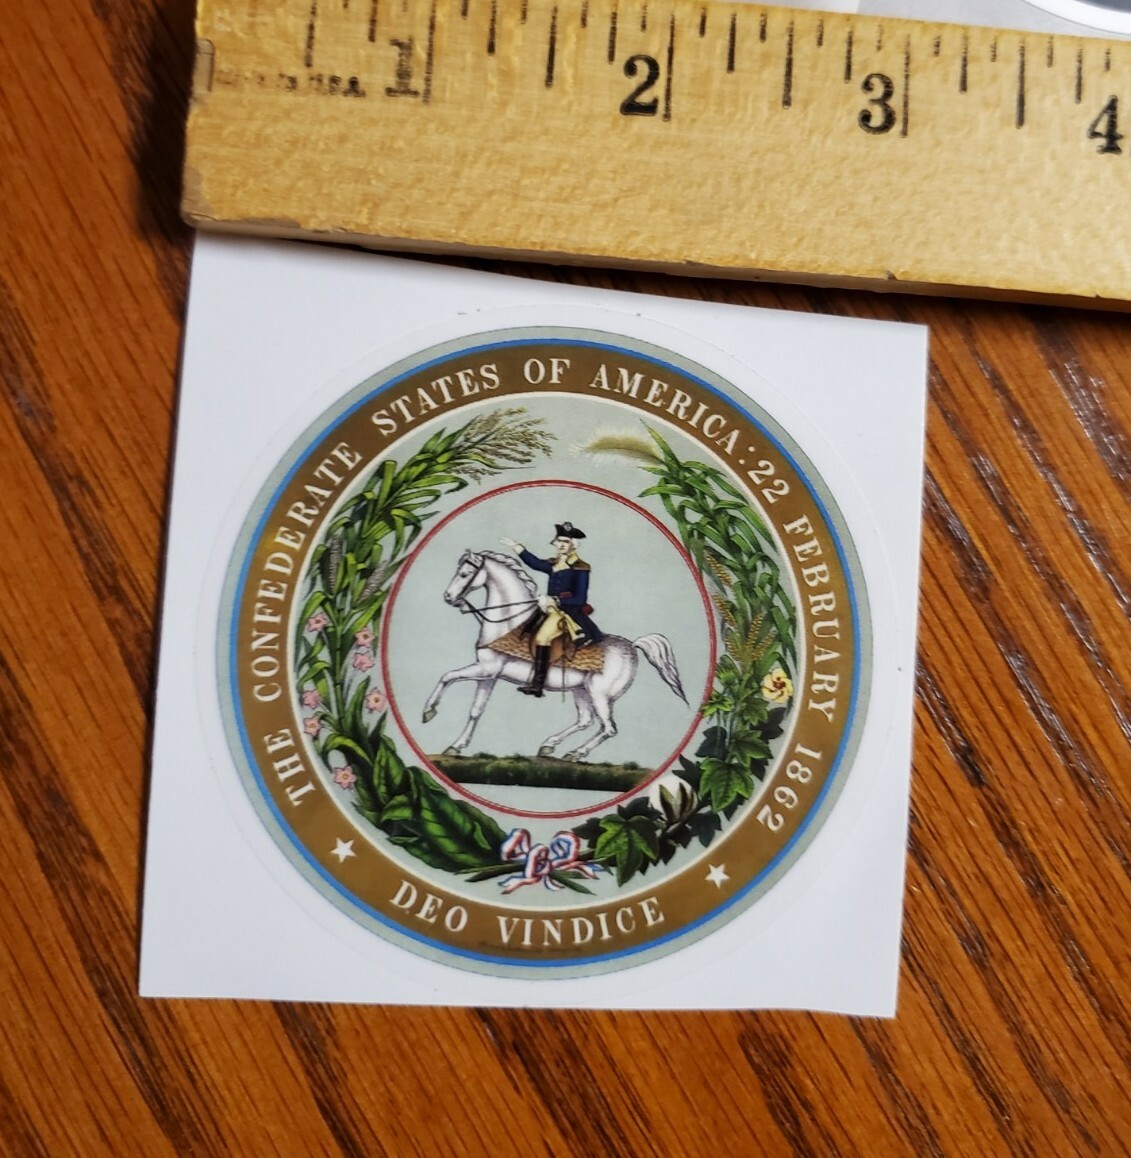 1 2 3 4
THE CONFEDERATE STATES OF AMERICA: 22 FEBRUARY 1862
DEO VINDICE